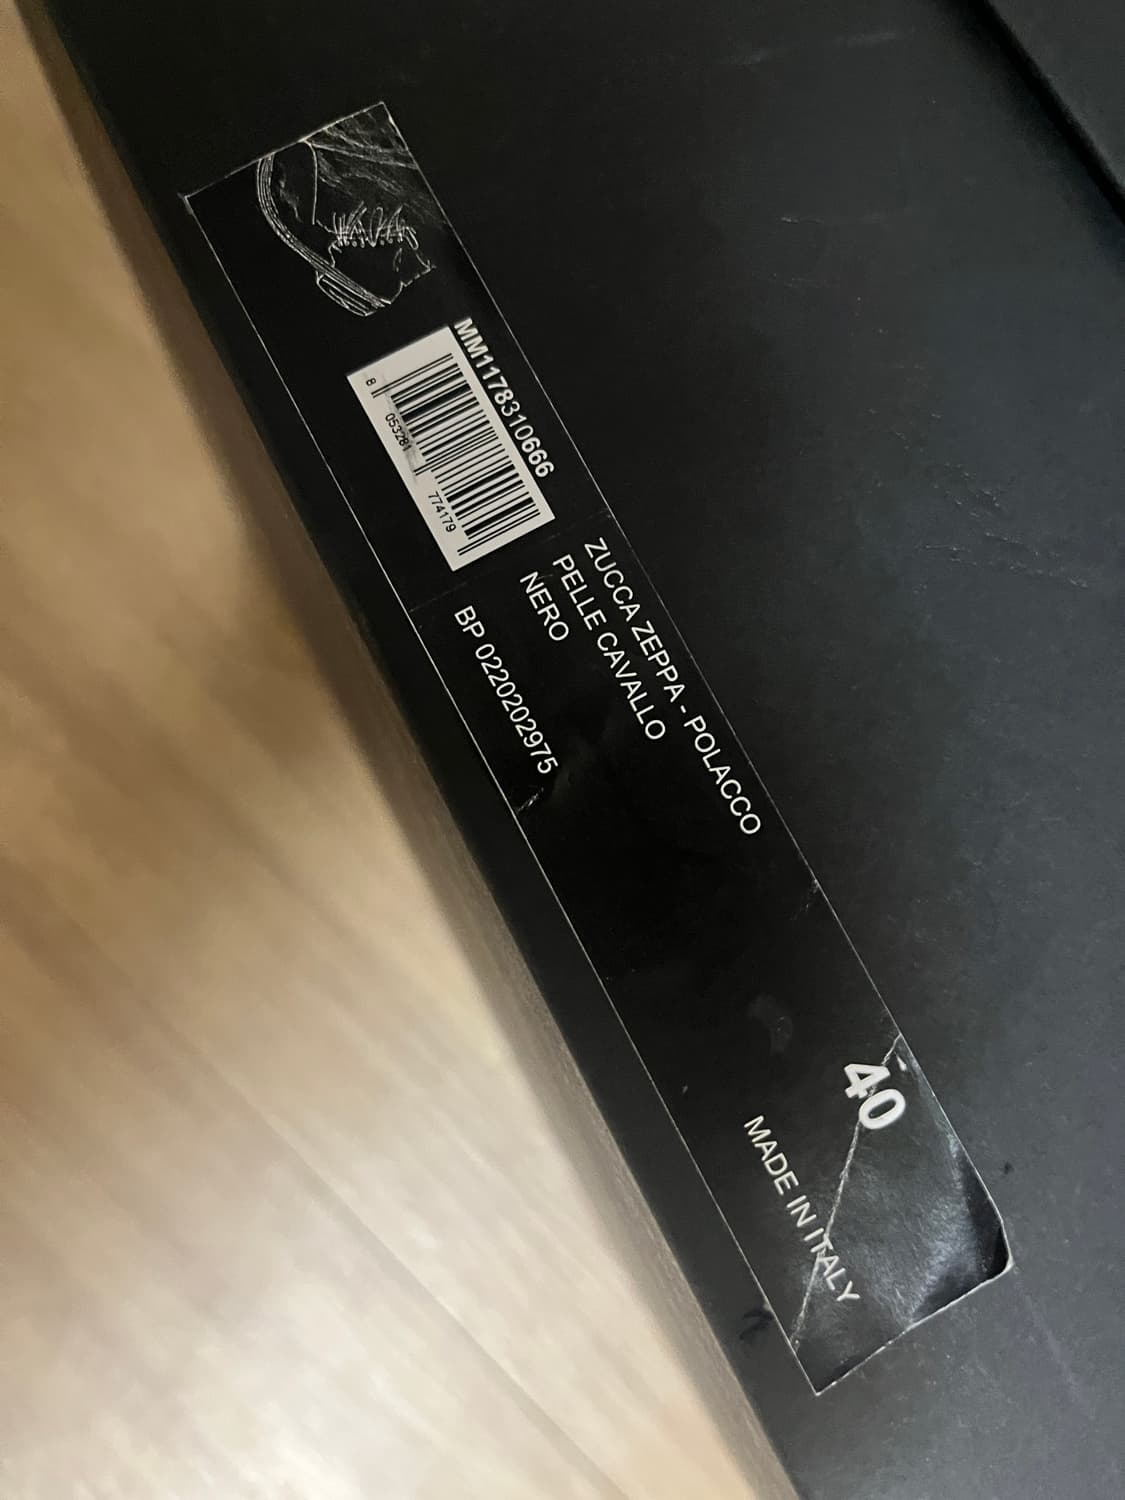 MM1178310666
8 053281 774179
ZUCCA ZEPPA - POLACCO
PELLE CAVALLO
NERO
BP 0220202975
40
MADE IN ITALY